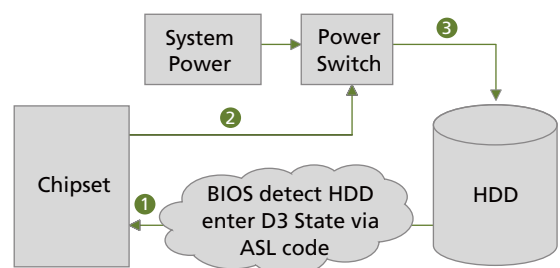 System
Power
Power
Switch
3
2
Chipset
1
BIOS detect HDD
enter D3 State via
ASL code
HDD